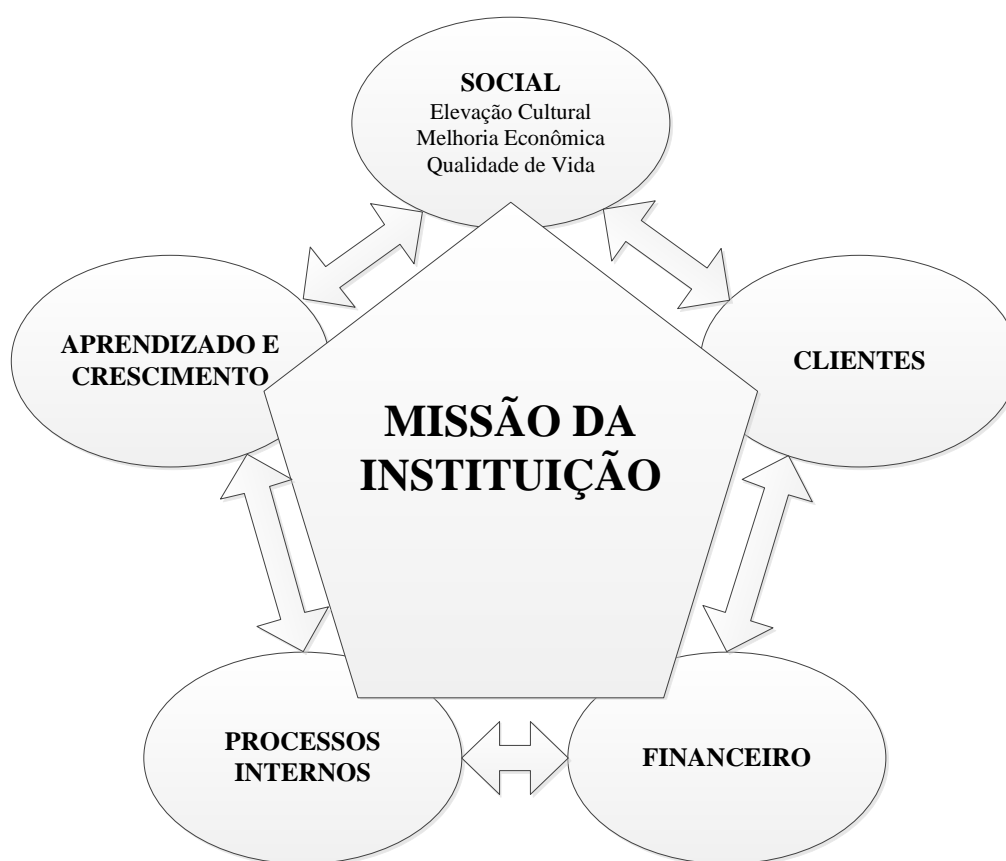 SOCIAL
Elevação Cultural
Melhoria Econômica
Qualidade de Vida
APRENDIZADO E
CRESCIMENTO
CLIENTES
MISSÃO DA
INSTITUIÇÃO
PROCESSOS
INTERNOS
FINANCEIRO